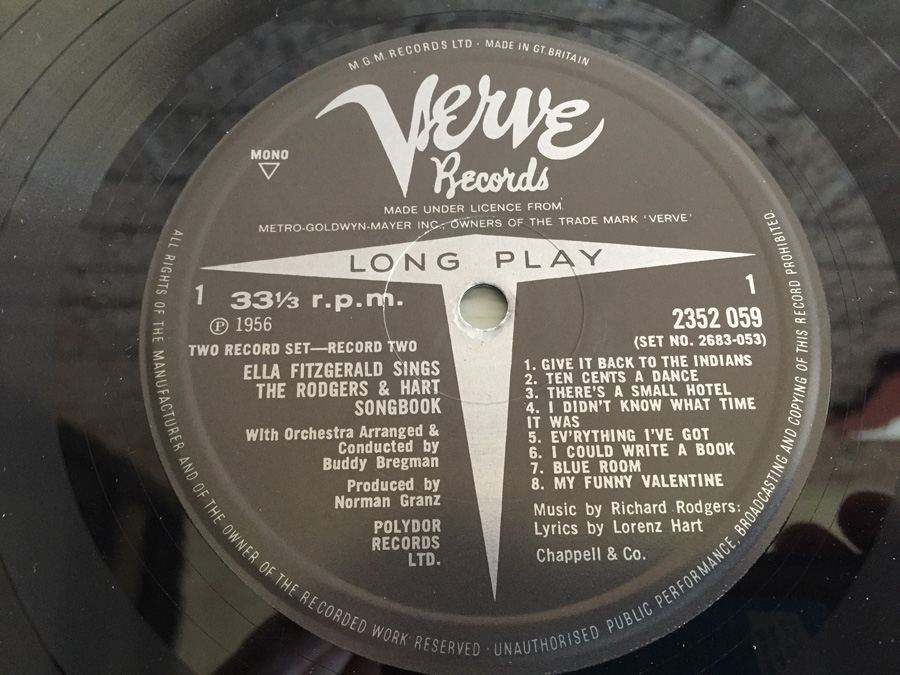 M.G.M. RECORDS LTD · MADE IN GT. BRITAIN
Verve
Records
MONO
MADE UNDER LICENCE FROM
METRO-GOLDWYN-MAYER INC., OWNERS OF THE TRADE MARK 'VERVE'
LONG PLAY
1
33⅓ r.p.m.
℗ 1956
TWO RECORD SET—RECORD TWO
ELLA FITZGERALD SINGS
THE RODGERS & HART
SONGBOOK
With Orchestra Arranged &
Conducted by
Buddy Bregman
Produced by
Norman Granz
POLYDOR
RECORDS
LTD.
1
2352 059
(SET NO. 2683-053)
1. GIVE IT BACK TO THE INDIANS
2. TEN CENTS A DANCE
3. THERE'S A SMALL HOTEL
4. I DIDN'T KNOW WHAT TIME
IT WAS
5. EV'RYTHING I'VE GOT
6. I COULD WRITE A BOOK
7. BLUE ROOM
8. MY FUNNY VALENTINE
Music by Richard Rodgers:
Lyrics by Lorenz Hart
Chappell & Co.
ALL RIGHTS OF THE MANUFACTURER AND OF THE OWNER OF THE RECORDED WORK RESERVED · UNAUTHORISED PUBLIC PERFORMANCE, BROADCASTING AND COPYING OF THIS RECORD PROHIBITED